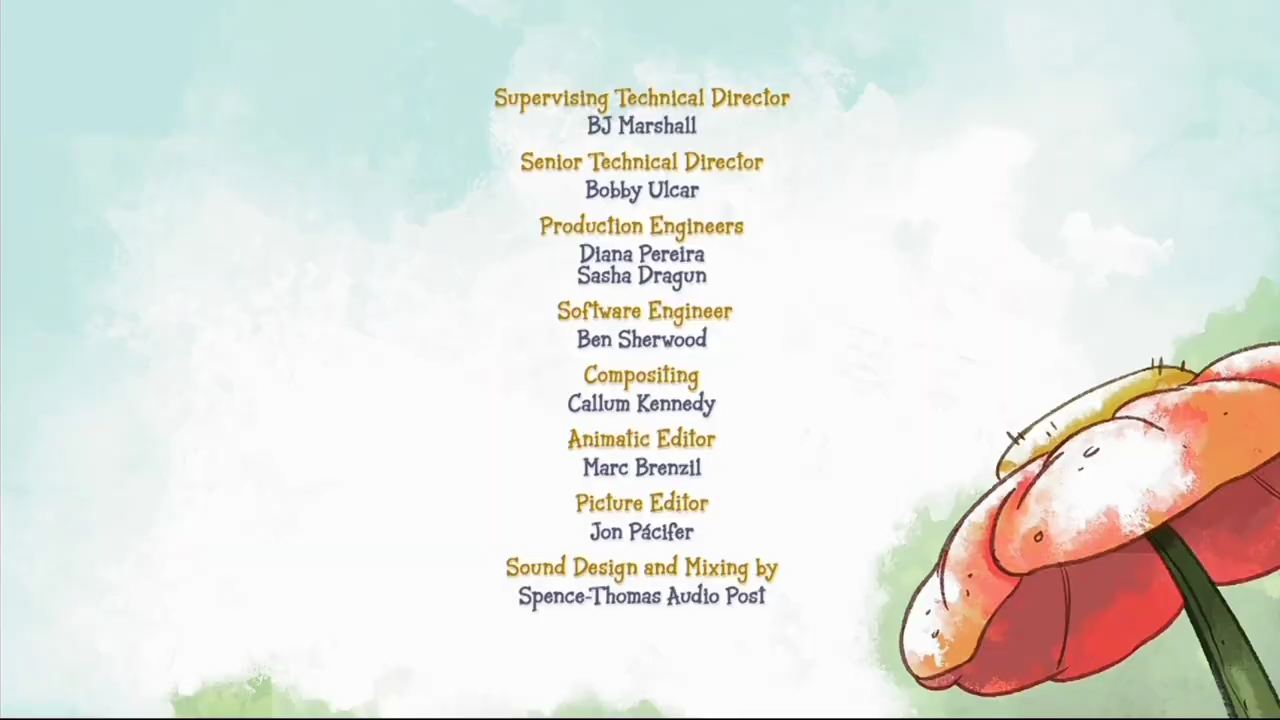 Supervising Technical Director
BJ Marshall
Senior Technical Director
Bobby Ulcar
Production Engineers
Diana Pereira
Sasha Dragun
Software Engineer
Ben Sherwood
Compositing
Callum Kennedy
Animatic Editor
Marc Brenzil
Picture Editor
Jon Pácifer
Sound Design and Mixing by
Spence-Thomas Audio Post